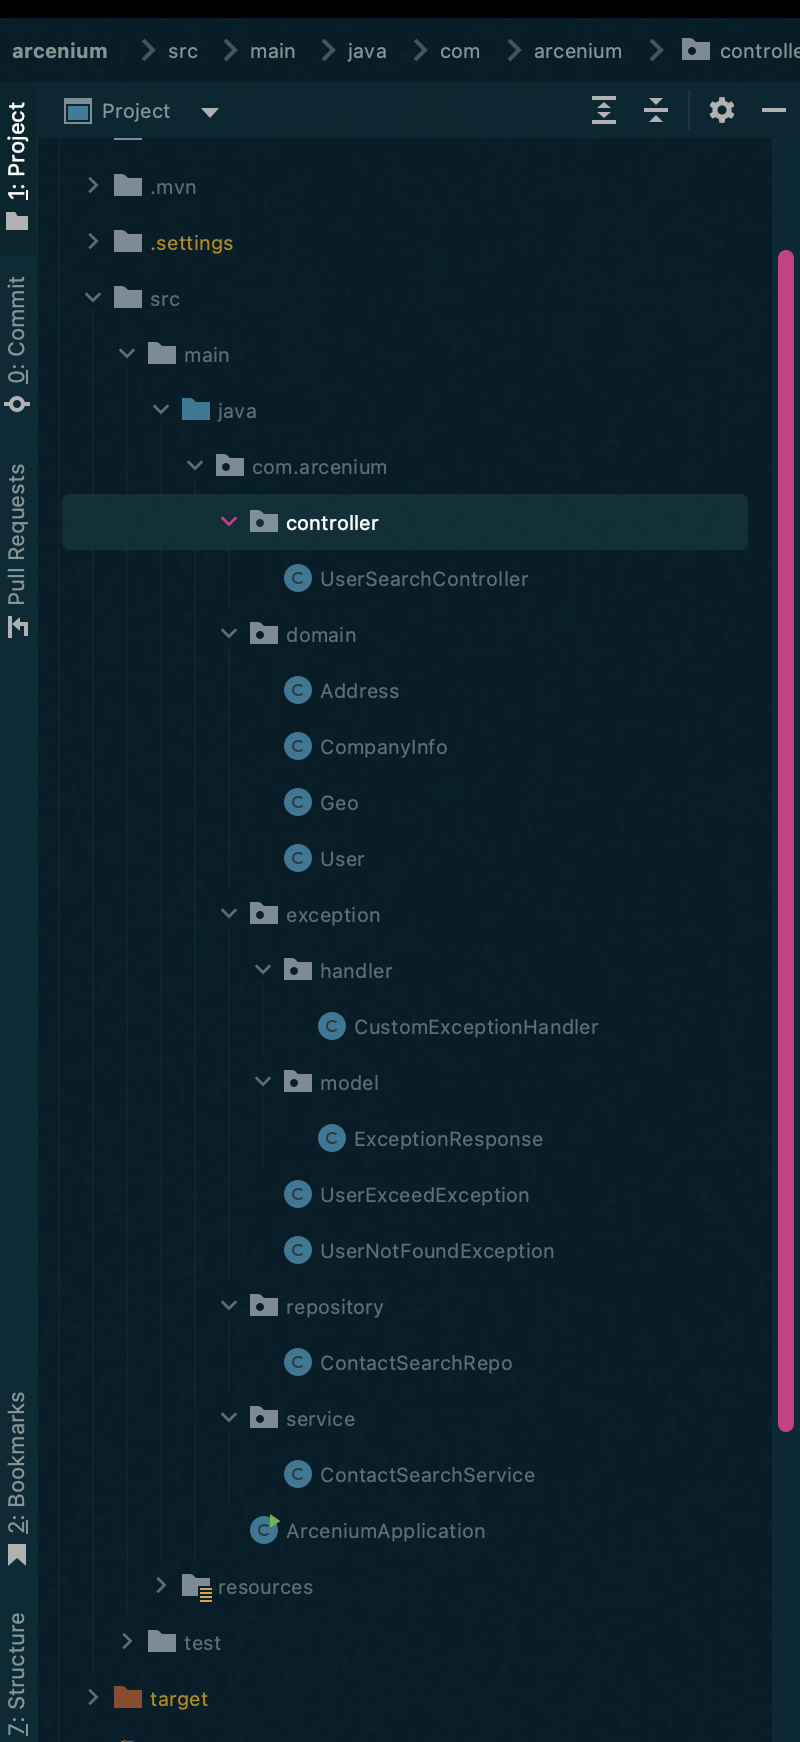 arcenium src main java com arcenium controlle
Project
1: Project
0: Commit
Pull Requests
2: Bookmarks
7: Structure
.mvn
.settings
src
main
java
com.arcenium
controller
UserSearchController
domain
Address
CompanyInfo
Geo
User
exception
handler
CustomExceptionHandler
model
ExceptionResponse
UserExceedException
UserNotFoundException
repository
ContactSearchRepo
service
ContactSearchService
ArceniumApplication
resources
test
target